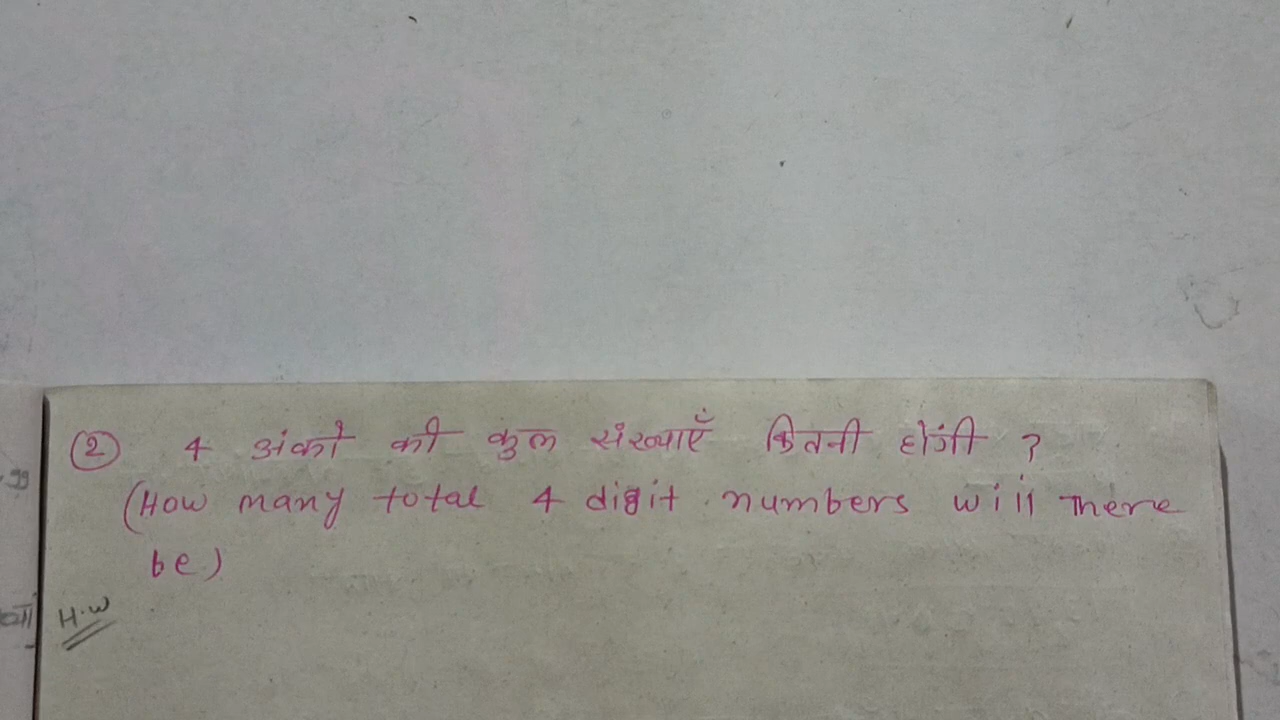 ② 4 अंको की कुल संख्याएँ कितनी होंगी ?
(How many total 4 digit numbers will there
be)
H.W